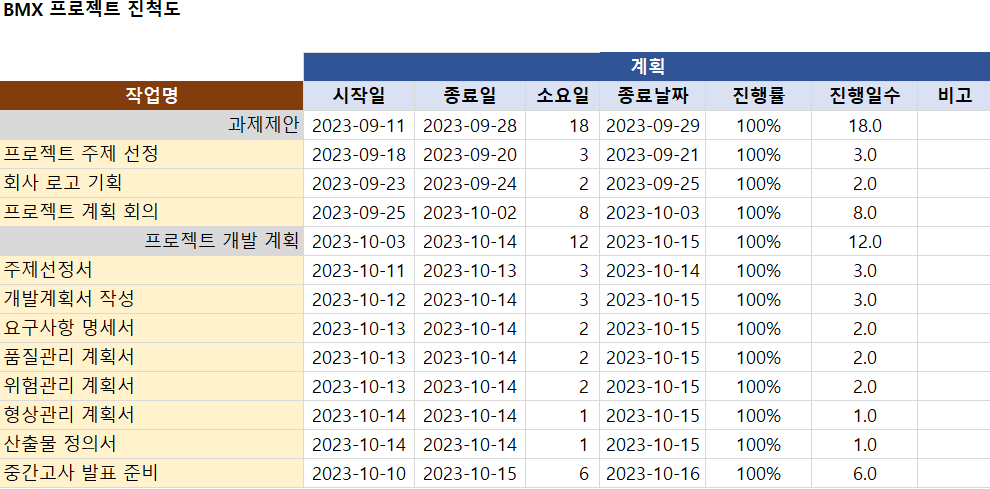 BMX 프로젝트 진척도
계획
작업명 시작일 종료일 소요일 종료날짜 진행률 진행일수 비고
과제제안 2023-09-11 2023-09-28 18 2023-09-29 100% 18.0
프로젝트 주제 선정 2023-09-18 2023-09-20 3 2023-09-21 100% 3.0
회사 로고 기획 2023-09-23 2023-09-24 2 2023-09-25 100% 2.0
프로젝트 계획 회의 2023-09-25 2023-10-02 8 2023-10-03 100% 8.0
프로젝트 개발 계획 2023-10-03 2023-10-14 12 2023-10-15 100% 12.0
주제선정서 2023-10-11 2023-10-13 3 2023-10-14 100% 3.0
개발계획서 작성 2023-10-12 2023-10-14 3 2023-10-15 100% 3.0
요구사항 명세서 2023-10-13 2023-10-14 2 2023-10-15 100% 2.0
품질관리 계획서 2023-10-13 2023-10-14 2 2023-10-15 100% 2.0
위험관리 계획서 2023-10-13 2023-10-14 2 2023-10-15 100% 2.0
형상관리 계획서 2023-10-14 2023-10-14 1 2023-10-15 100% 1.0
산출물 정의서 2023-10-14 2023-10-14 1 2023-10-15 100% 1.0
중간고사 발표 준비 2023-10-10 2023-10-15 6 2023-10-16 100% 6.0